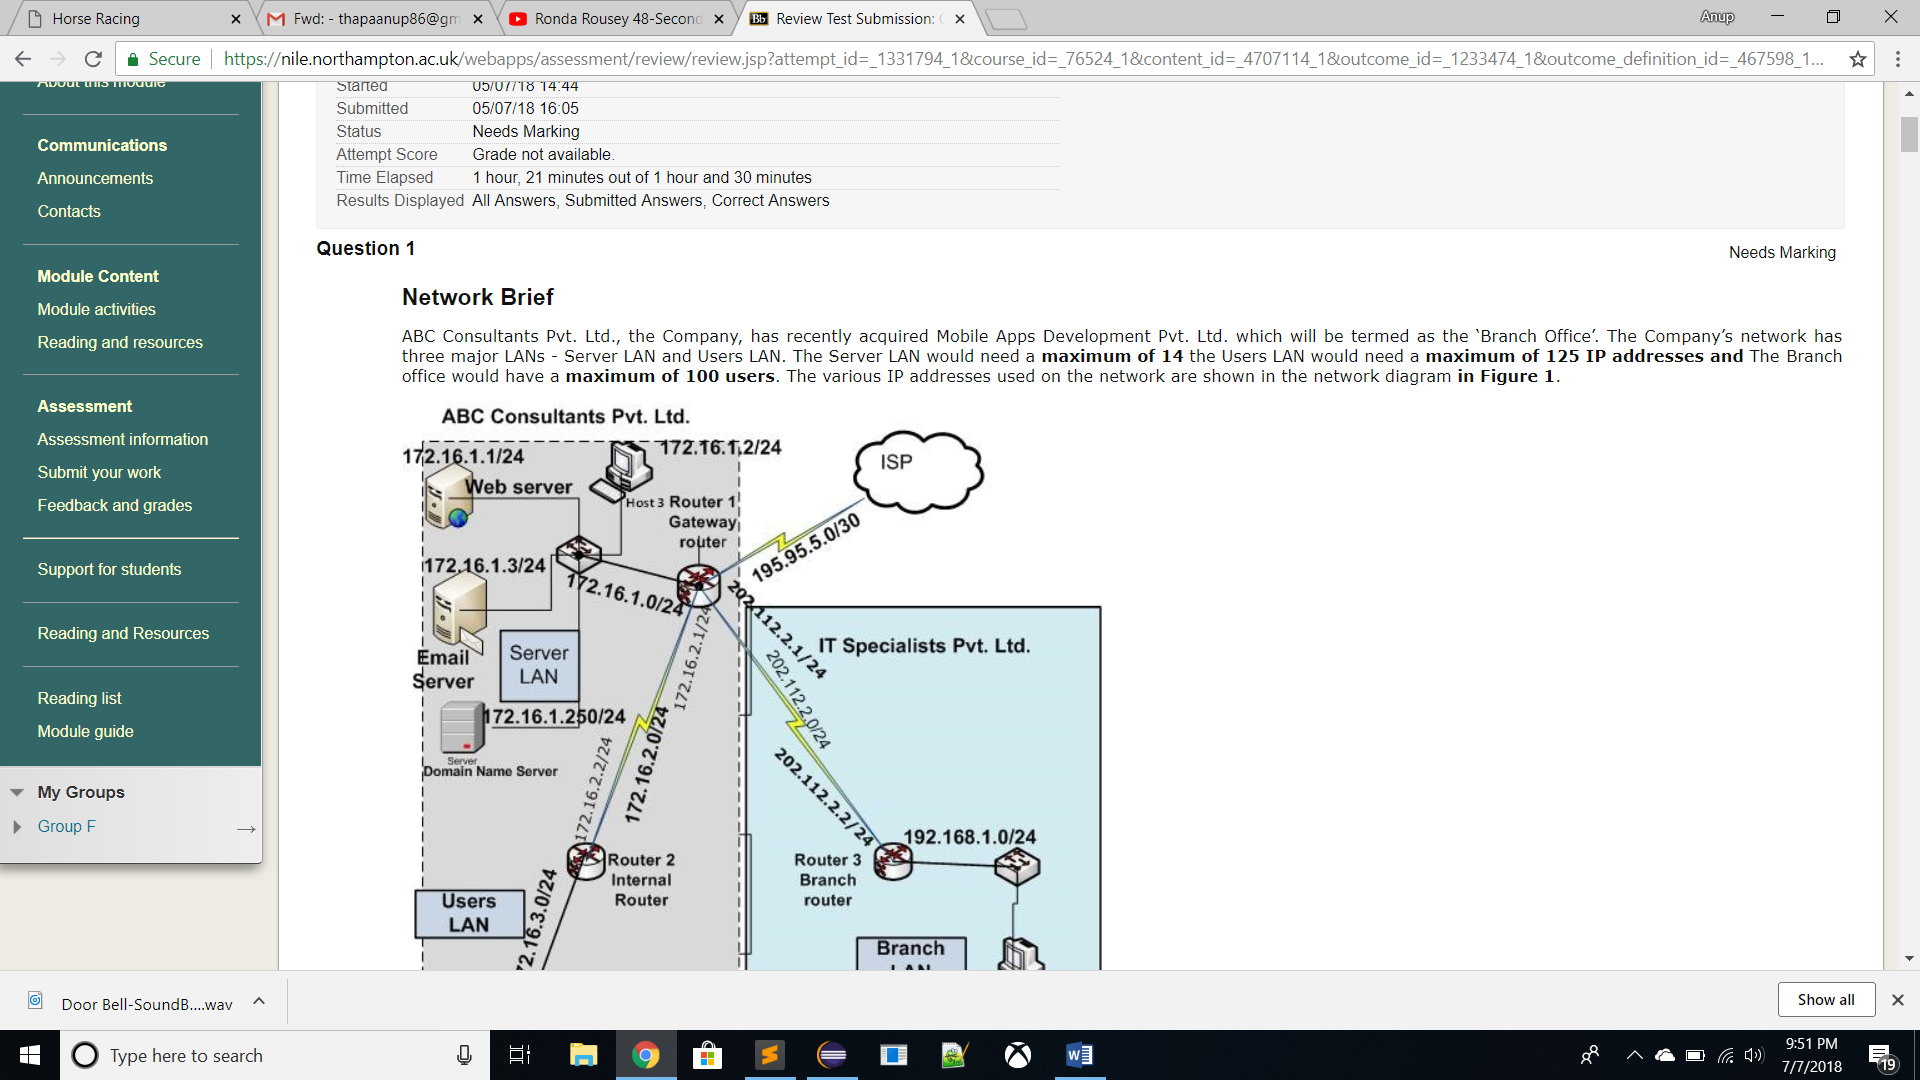 Horse Racing
Fwd: - thapaanup86@gm
Ronda Rousey 48-Second
Bb Review Test Submission:
Anup
Secure
https://nile.northampton.ac.uk/webapps/assessment/review/review.jsp?attempt_id=_1331794_1&course_id=_76524_1&content_id=_4707114_1&outcome_id=_1233474_1&outcome_definition_id=_467598_1...
About this module
Communications
Announcements
Contacts
Module Content
Module activities
Reading and resources
Assessment
Assessment information
Submit your work
Feedback and grades
Support for students
Reading and Resources
Reading list
Module guide
My Groups
Group F
Started 05/07/18 14:44
Submitted 05/07/18 16:05
Status Needs Marking
Attempt Score Grade not available.
Time Elapsed 1 hour, 21 minutes out of 1 hour and 30 minutes
Results Displayed All Answers, Submitted Answers, Correct Answers
Question 1
Needs Marking
Network Brief
ABC Consultants Pvt. Ltd., the Company, has recently acquired Mobile Apps Development Pvt. Ltd. which will be termed as the ‘Branch Office’. The Company’s network has
three major LANs - Server LAN and Users LAN. The Server LAN would need a maximum of 14 the Users LAN would need a maximum of 125 IP addresses and The Branch
office would have a maximum of 100 users. The various IP addresses used on the network are shown in the network diagram in Figure 1.
ABC Consultants Pvt. Ltd.
172.16.1.1/24
172.16.1.2/24
Web server
Host 3
Router 1
Gateway
router
ISP
195.95.5.0/30
172.16.1.3/24
172.16.1.0/24
Email
Server
Server
LAN
172.16.1.250/24
Server
Domain Name Server
172.16.2.1/24
172.16.2.0/24
172.16.2.2/24
202.112.2.1/24
202.112.2.0/24
202.112.2.2/24
IT Specialists Pvt. Ltd.
Router 2
Internal
Router
Users
LAN
2.16.3.0/24
192.168.1.0/24
Router 3
Branch
router
Branch
LAN
Door Bell-SoundB....wav
Show all
Type here to search
9:51 PM
7/7/2018
19